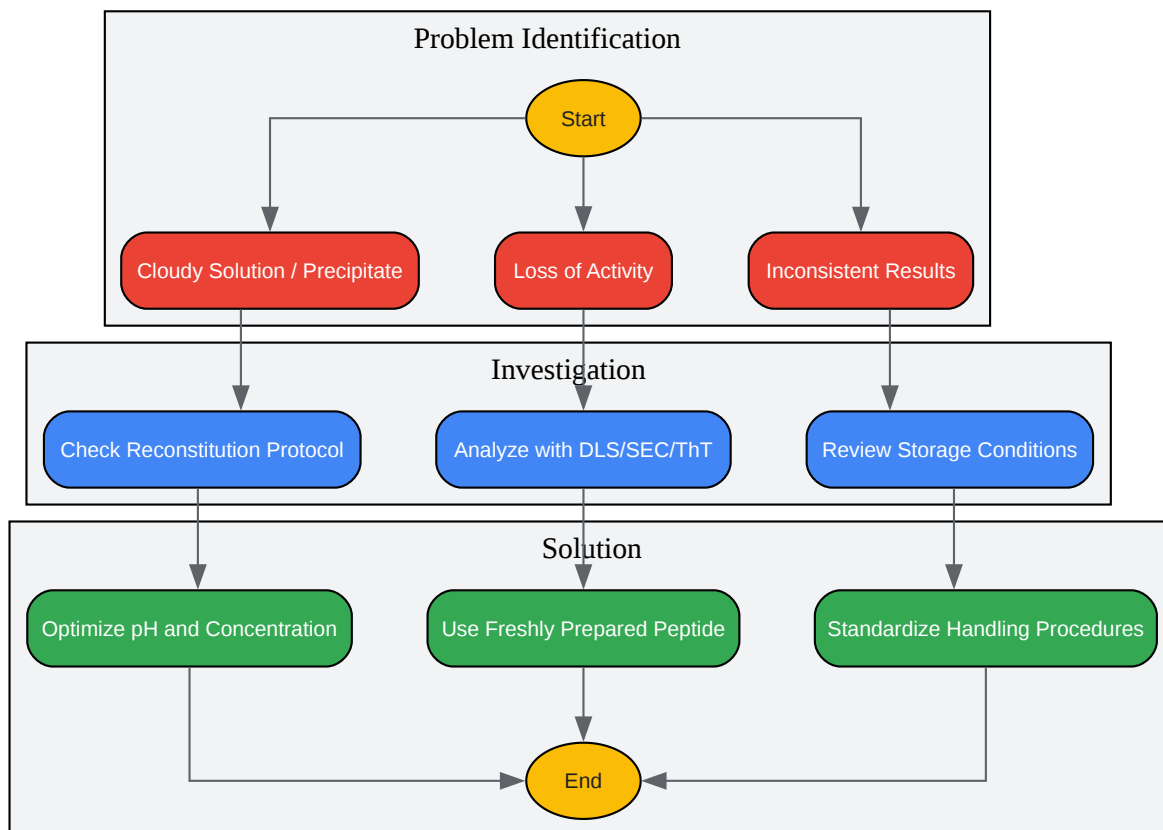 Problem Identification
Start
Cloudy Solution / Precipitate
Loss of Activity
Inconsistent Results
Investigation
Check Reconstitution Protocol
Analyze with DLS/SEC/ThT
Review Storage Conditions
Solution
Optimize pH and Concentration
Use Freshly Prepared Peptide
Standardize Handling Procedures
End